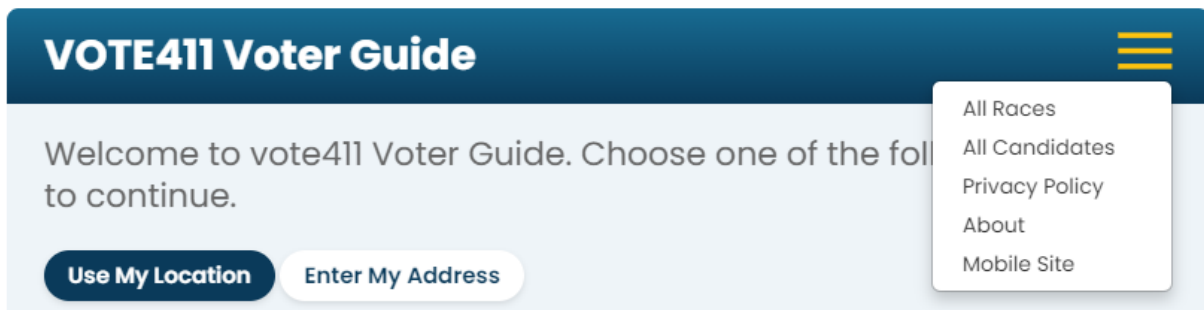 VOTE411 Voter Guide
All Races
All Candidates
Privacy Policy
About
Mobile Site
Welcome to vote411 Voter Guide. Choose one of the
to continue.
Use My Location
Enter My Address